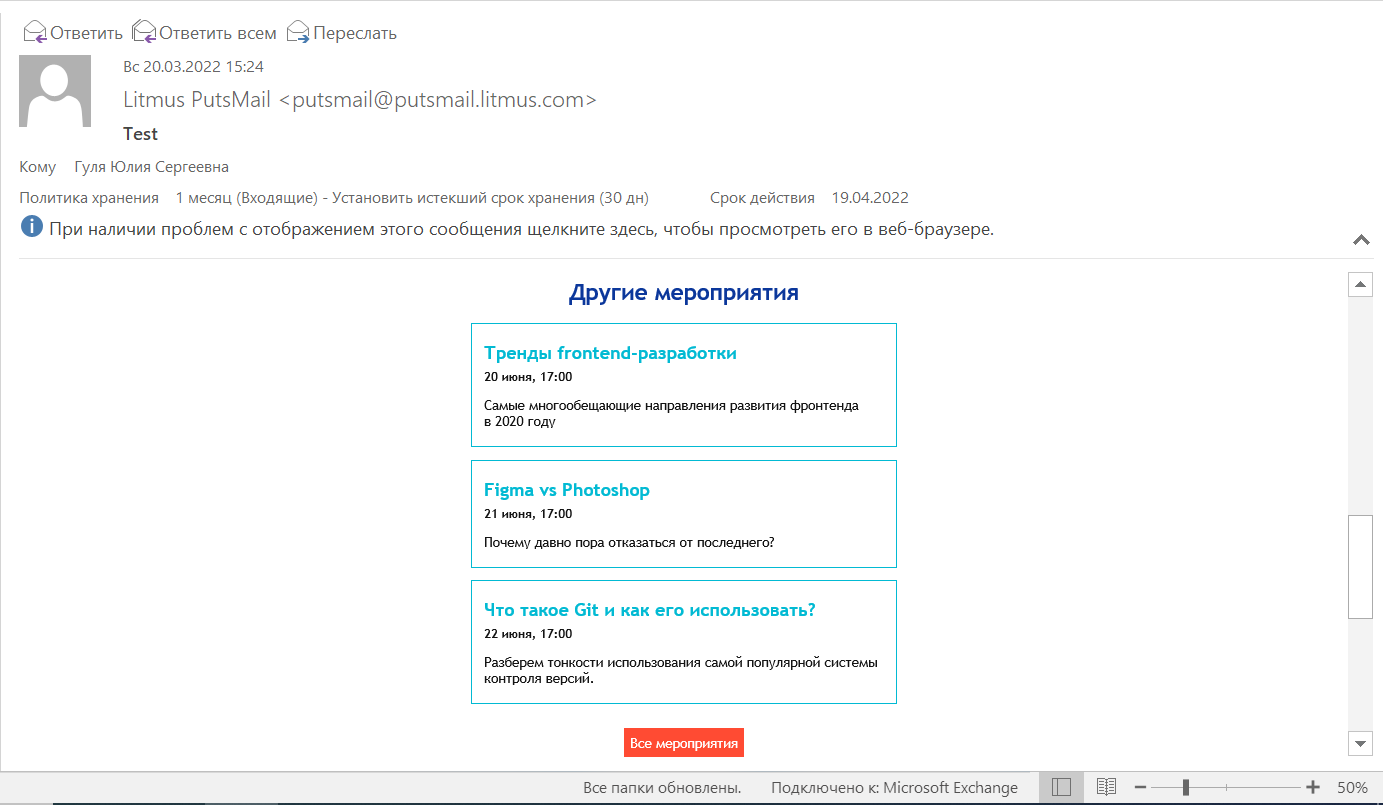 Ответить Ответить всем Переслать
Вс 20.03.2022 15:24
Litmus PutsMail <putsmail@putsmail.litmus.com>
Test
Кому Гуля Юлия Сергеевна
Политика хранения 1 месяц (Входящие) - Установить истекший срок хранения (30 дн) Срок действия 19.04.2022
При наличии проблем с отображением этого сообщения щелкните здесь, чтобы просмотреть его в веб-браузере.
Другие мероприятия
Тренды frontend-разработки
20 июня, 17:00
Самые многообещающие направления развития фронтенда
в 2020 году
Figma vs Photoshop
21 июня, 17:00
Почему давно пора отказаться от последнего?
Что такое Git и как его использовать?
22 июня, 17:00
Разберем тонкости использования самой популярной системы
контроля версий.
Все мероприятия
Все папки обновлены. Подключено к: Microsoft Exchange 50%